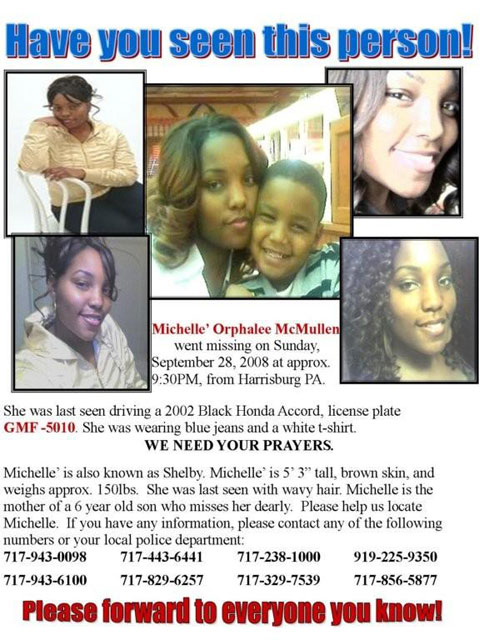 Have you seen this person!
Michelle’ Orphalee McMullen
went missing on Sunday,
September 28, 2008 at approx.
9:30PM, from Harrisburg PA.
She was last seen driving a 2002 Black Honda Accord, license plate
GMF -5010. She was wearing blue jeans and a white t-shirt.
WE NEED YOUR PRAYERS.
Michelle’ is also known as Shelby. Michelle’ is 5’ 3” tall, brown skin, and
weighs approx. 150lbs. She was last seen with wavy hair. Michelle is the
mother of a 6 year old son who misses her dearly. Please help us locate
Michelle. If you have any information, please contact any of the following
numbers or your local police department:
717-943-0098 717-443-6441 717-238-1000 919-225-9350
717-943-6100 717-829-6257 717-329-7539 717-856-5877
Please forward to everyone you know!